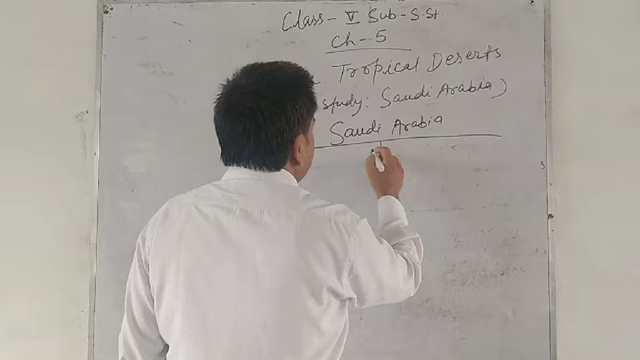 Class - V Sub - S.St
Ch - 5
Tropical Deserts
study: Saudi Arabia)
Saudi Arabia